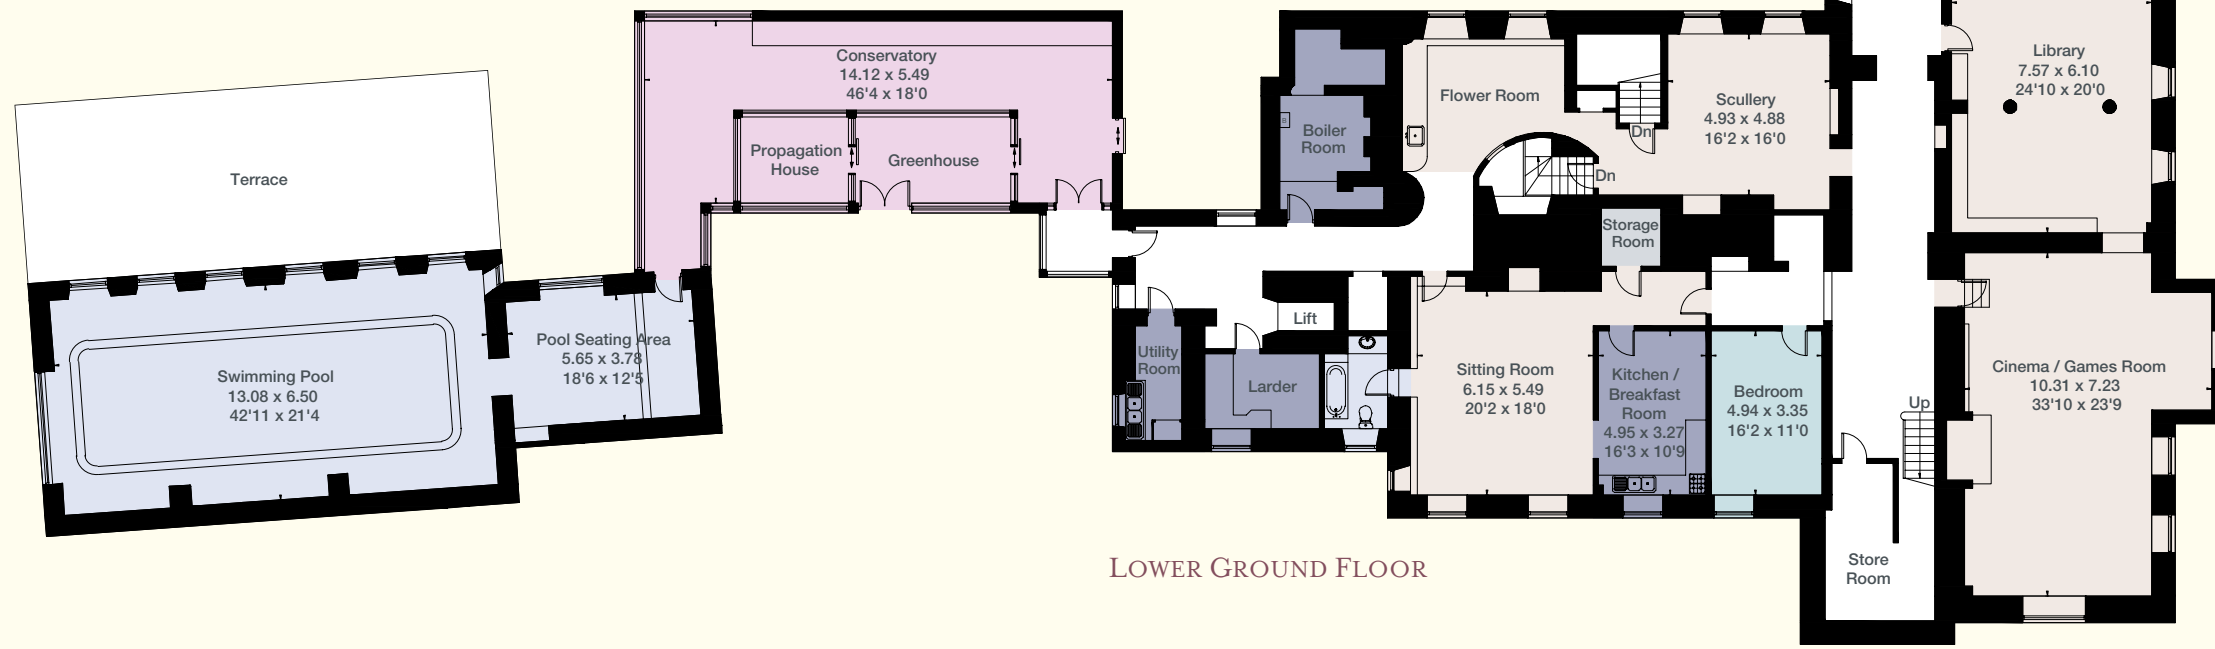 Terrace
Swimming Pool
13.08 x 6.50
42'11 x 21'4
Pool Seating Area
5.65 x 3.78
18'6 x 12'5
Conservatory
14.12 x 5.49
46'4 x 18'0
Propagation
House
Greenhouse
Boiler
Room
Flower Room
Dn
Dn
Scullery
4.93 x 4.88
16'2 x 16'0
Library
7.57 x 6.10
24'10 x 20'0
Storage
Room
Lift
Utility
Room
Larder
Sitting Room
6.15 x 5.49
20'2 x 18'0
Kitchen /
Breakfast
Room
4.95 x 3.27
16'3 x 10'9
Bedroom
4.94 x 3.35
16'2 x 11'0
Up
Cinema / Games Room
10.31 x 7.23
33'10 x 23'9
Store
Room
LOWER GROUND FLOOR